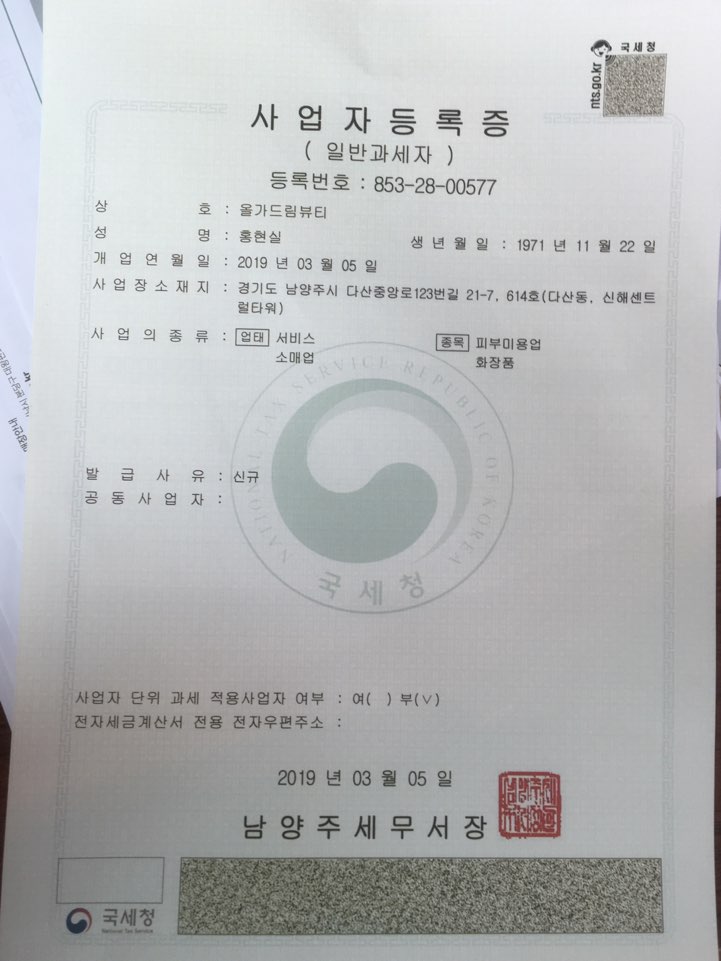 국세청
nts.go.kr
사업자등록증
( 일반과세자 )
등록번호 : 853-28-00577
상 호 : 올가드림뷰티
성 명 : 홍현실 생년월일 : 1971 년 11 월 22 일
개업연월일 : 2019 년 03 월 05 일
사업장소재지 : 경기도 남양주시 다산중앙로123번길 21-7, 614호(다산동, 신해센트
럴타워)
사업의종류 : 업태 서비스 종목 피부미용업
소매업 화장품
NATIONAL TAX SERVICE REPUBLIC OF KOREA
국세청
발급사유 : 신규
공동사업자 :
사업자 단위 과세 적용사업자 여부 : 여( ) 부(∨)
전자세금계산서 전용 전자우편주소 :
2019 년 03 월 05 일
남양주세무서장
국세청
National Tax Service